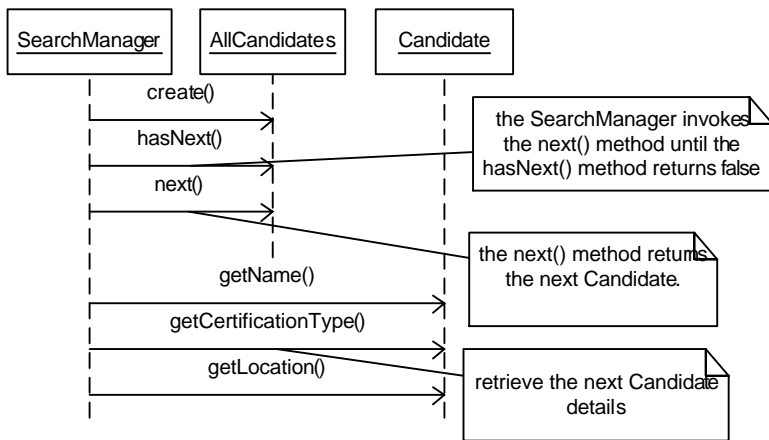 SearchManager
AllCandidates
Candidate
create()
hasNext()
next()
the SearchManager invokes
the next() method until the
hasNext() method returns false
the next() method returns
the next Candidate.
getName()
getCertificationType()
getLocation()
retrieve the next Candidate
details